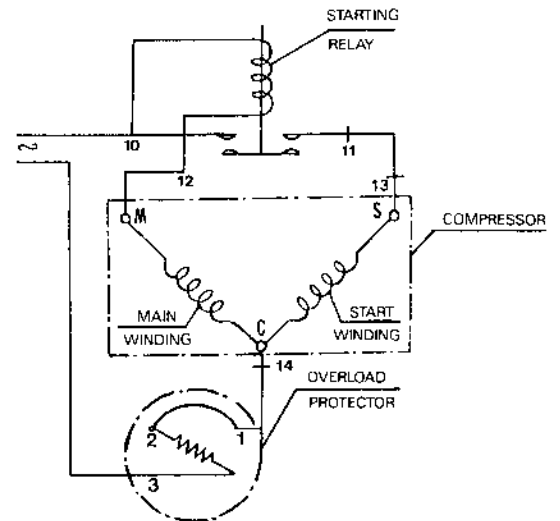 STARTING
RELAY
10
11
12
13
M
S
COMPRESSOR
MAIN
WINDING
C
START
WINDING
14
OVERLOAD
PROTECTOR
2
1
3